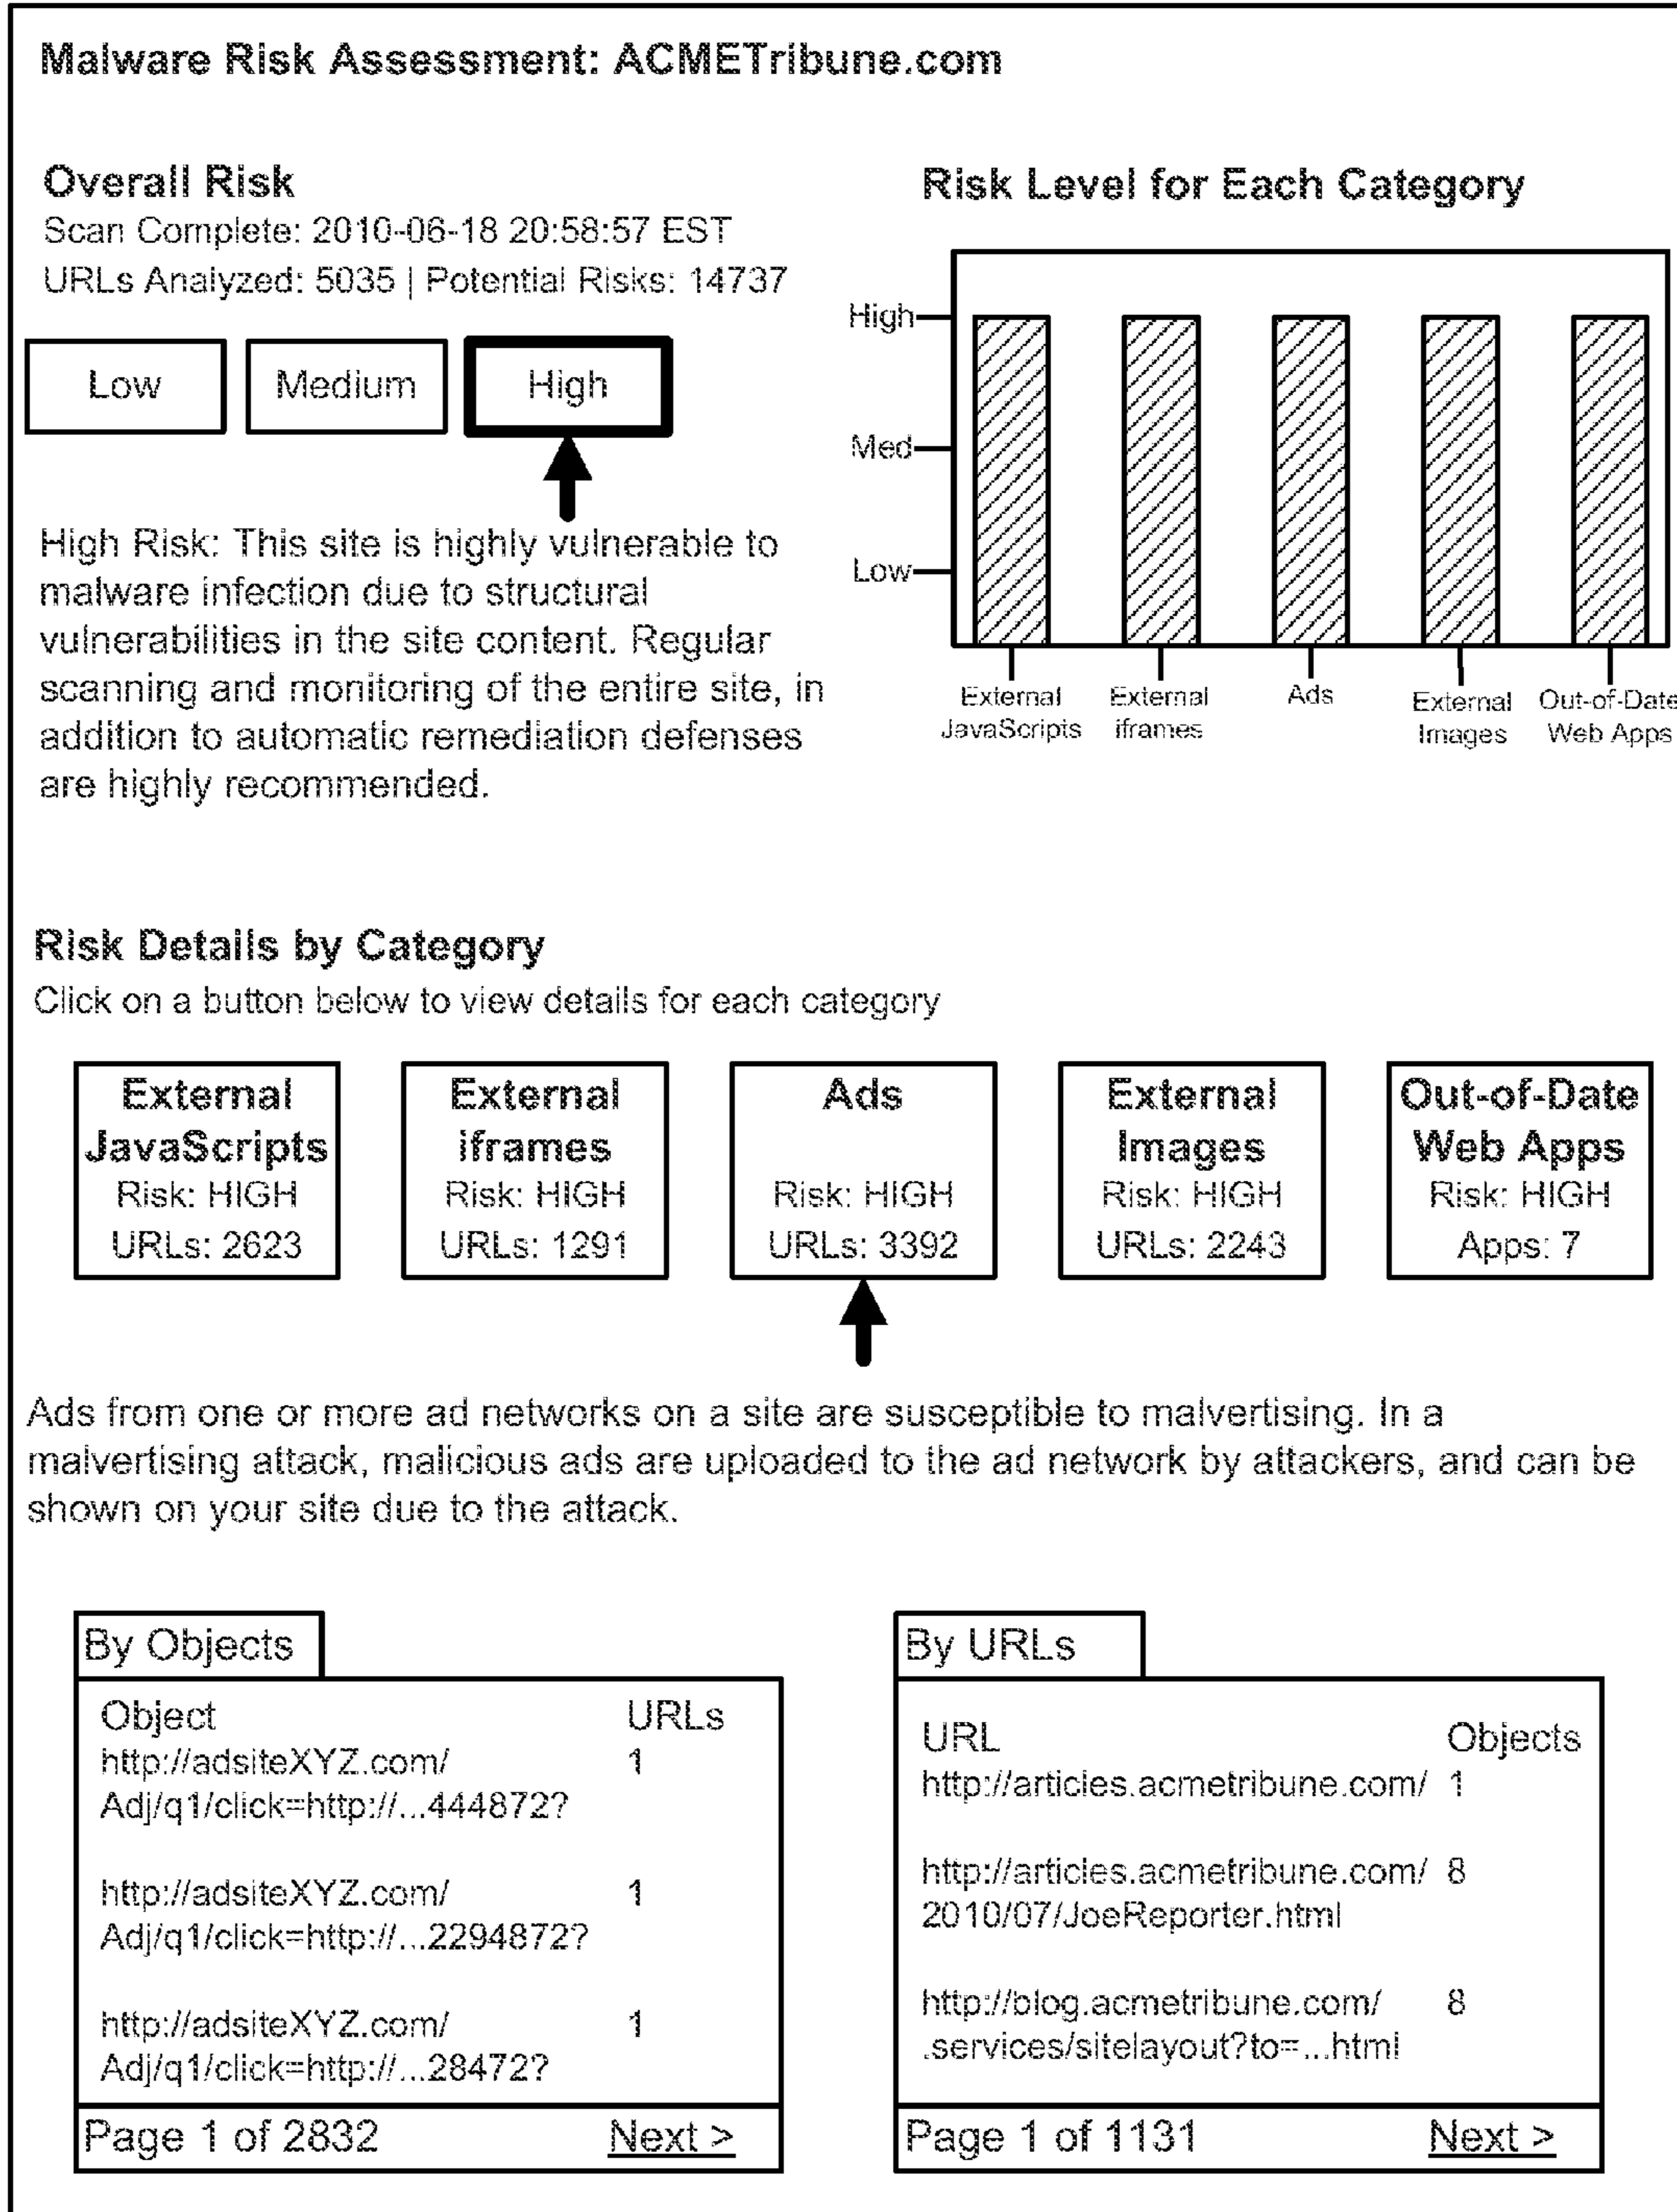 Malware Risk Assessment: ACMETribune.com
Overall Risk
Scan Complete: 2010-06-18 20:58:57 EST
URLs Analyzed: 5035 | Potential Risks: 14737
Low
Medium
High
High Risk: This site is highly vulnerable to
malware infection due to structural
vulnerabilities in the site content. Regular
scanning and monitoring of the entire site, in
addition to automatic remediation defenses
are highly recommended.
Risk Level for Each Category
High
Med
Low
External
JavaScripts
External
iframes
Ads
External
Images
Out-of-Date
Web Apps
Risk Details by Category
Click on a button below to view details for each category
External
JavaScripts
Risk: HIGH
URLs: 2623
External
iframes
Risk: HIGH
URLs: 1291
Ads
Risk: HIGH
URLs: 3392
External
Images
Risk: HIGH
URLs: 2243
Out-of-Date
Web Apps
Risk: HIGH
Apps: 7
Ads from one or more ad networks on a site are susceptible to malvertising. In a
malvertising attack, malicious ads are uploaded to the ad network by attackers, and can be
shown on your site due to the attack.
By Objects
Object URLs
http://adsiteXYZ.com/ 1
Adj/q1/click=http://...444872?
http://adsiteXYZ.com/ 1
Adj/q1/click=http://...2294872?
http://adsiteXYZ.com/ 1
Adj/q1/click=http://...28472?
Page 1 of 2832 Next >
By URLs
URL Objects
http://articles.acmetribune.com/ 1
http://articles.acmetribune.com/ 8
2010/07/JoeReporter.html
http://blog.acmetribune.com/ 8
.services/sitelayout?to=...html
Page 1 of 1131 Next >